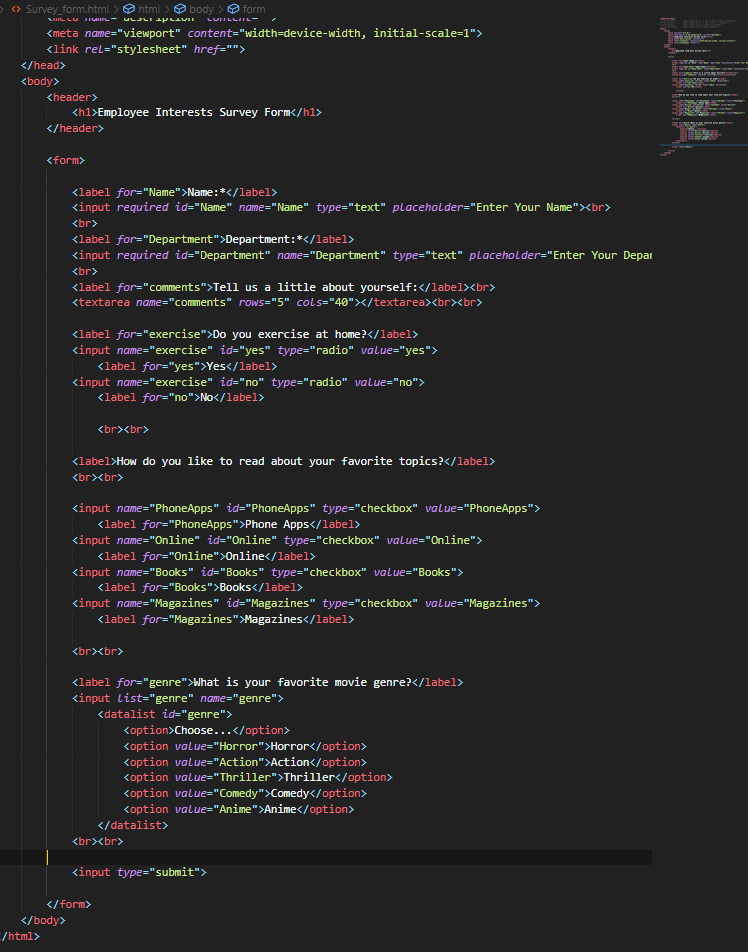 Survey_form.html > html > body > form
<meta name="description" content="">
<meta name="viewport" content="width=device-width, initial-scale=1">
<link rel="stylesheet" href="">
</head>
<body>
<header>
<h1>Employee Interests Survey Form</h1>
</header>
<form>
<label for="Name">Name:*</label>
<input required id="Name" name="Name" type="text" placeholder="Enter Your Name"><br>
<br>
<label for="Department">Department:*</label>
<input required id="Department" name="Department" type="text" placeholder="Enter Your Depar
<br>
<label for="comments">Tell us a little about yourself:</label><br>
<textarea name="comments" rows="5" cols="40"></textarea><br><br>
<label for="exercise">Do you exercise at home?</label>
<input name="exercise" id="yes" type="radio" value="yes">
<label for="yes">Yes</label>
<input name="exercise" id="no" type="radio" value="no">
<label for="no">No</label>
<br><br>
<label>How do you like to read about your favorite topics?</label>
<br><br>
<input name="PhoneApps" id="PhoneApps" type="checkbox" value="PhoneApps">
<label for="PhoneApps">Phone Apps</label>
<input name="Online" id="Online" type="checkbox" value="Online">
<label for="Online">Online</label>
<input name="Books" id="Books" type="checkbox" value="Books">
<label for="Books">Books</label>
<input name="Magazines" id="Magazines" type="checkbox" value="Magazines">
<label for="Magazines">Magazines</label>
<br><br>
<label for="genre">What is your favorite movie genre?</label>
<input list="genre" name="genre">
<datalist id="genre">
<option>Choose...</option>
<option value="Horror">Horror</option>
<option value="Action">Action</option>
<option value="Thriller">Thriller</option>
<option value="Comedy">Comedy</option>
<option value="Anime">Anime</option>
</datalist>
<br><br>
<input type="submit">
</form>
</body>
/html>